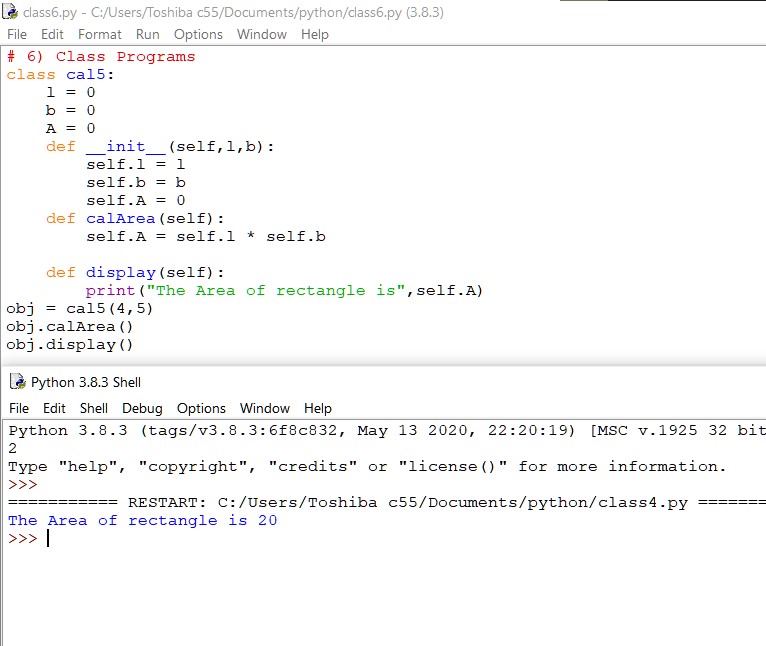 class6.py - C:/Users/Toshiba c55/Documents/python/class6.py (3.8.3)
File Edit Format Run Options Window Help
# 6) Class Programs
class cal5:
    l = 0
    b = 0
    A = 0
    def __init__(self,l,b):
        self.l = l
        self.b = b
        self.A = 0
    def calArea(self):
        self.A = self.l * self.b
    def display(self):
        print("The Area of rectangle is",self.A)
obj = cal5(4,5)
obj.calArea()
obj.display()
Python 3.8.3 Shell
File Edit Shell Debug Options Window Help
Python 3.8.3 (tags/v3.8.3:6f8c832, May 13 2020, 22:20:19) [MSC v.1925 32 bit
2
Type "help", "copyright", "credits" or "license()" for more information.
>>>
=========== RESTART: C:/Users/Toshiba c55/Documents/python/class4.py =======
The Area of rectangle is 20
>>>